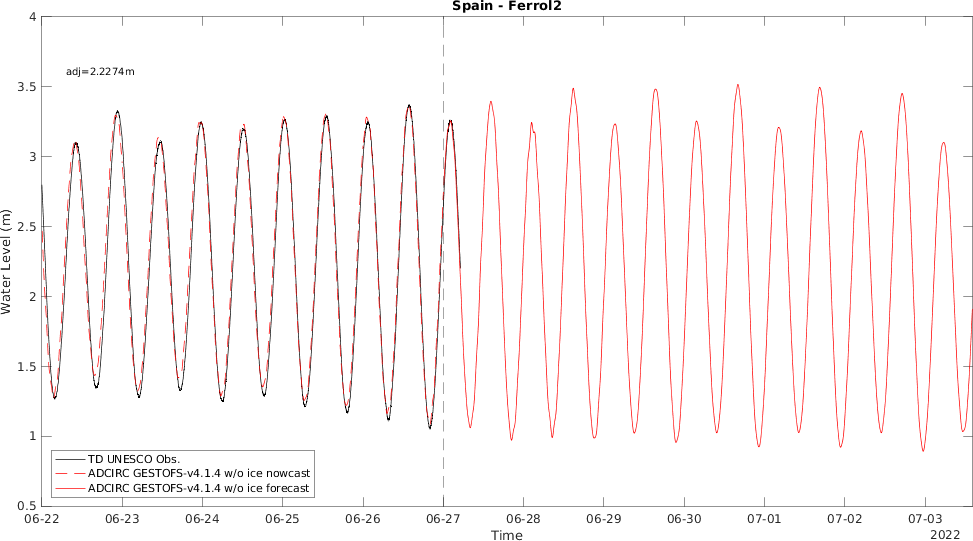 Spain - Ferrol2
4
adj=2.2274m
3.5
3
2.5
2
1.5
1
0.5
Water Level (m)
TD UNESCO Obs.
ADCIRC GESTOFS-v4.1.4 w/o ice nowcast
ADCIRC GESTOFS-v4.1.4 w/o ice forecast
06-22 06-23 06-24 06-25 06-26 06-27 06-28 06-29 06-30 07-01 07-02 07-03
Time
2022